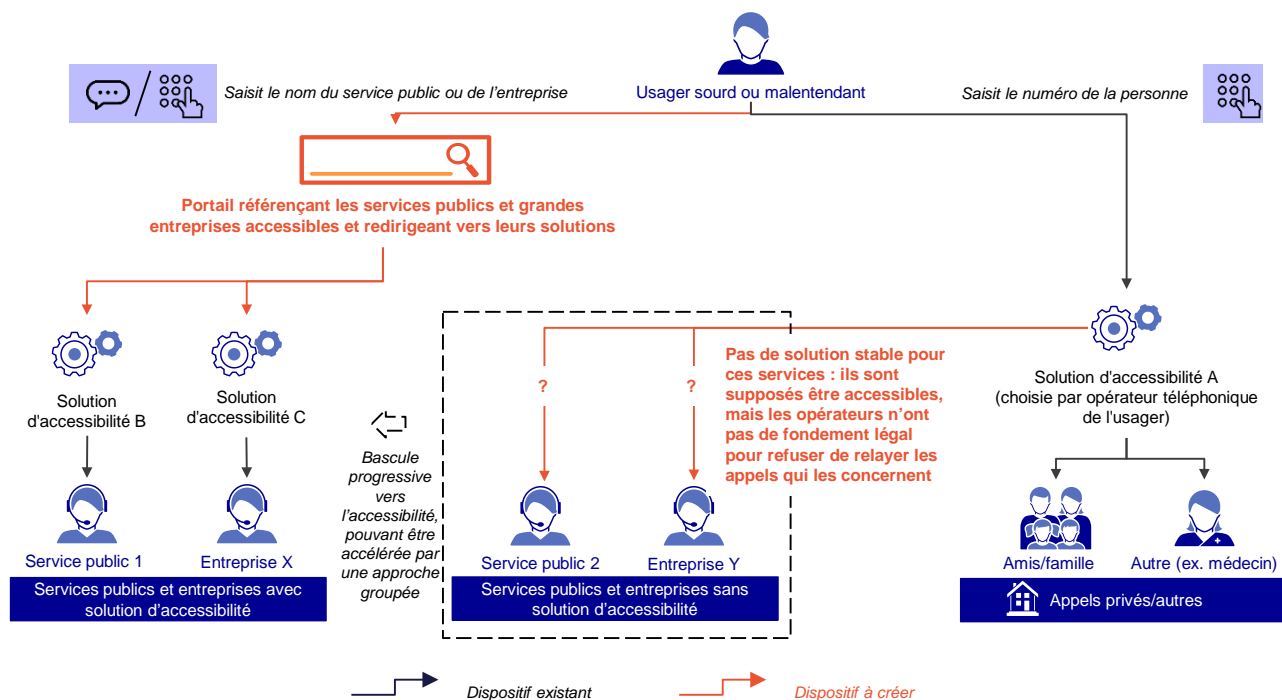 Usager sourd ou malentendant
Saisit le nom du service public ou de l'entreprise
Saisit le numéro de la personne
Portail référençant les services publics et grandes
entreprises accessibles et redirigeant vers leurs solutions
Solution
d'accessibilité B
Solution
d'accessibilité C
Service public 1
Entreprise X
Services publics et entreprises avec
solution d'accessibilité
Bascule
progressive
vers
l'accessibilité,
pouvant être
accélérée par
une approche
groupée
?
?
Pas de solution stable pour
ces services : ils sont
supposés être accessibles,
mais les opérateurs n'ont
pas de fondement légal
pour refuser de relayer les
appels qui les concernent
Service public 2
Entreprise Y
Services publics et entreprises sans
solution d'accessibilité
Solution d'accessibilité A
(choisie par opérateur téléphonique
de l'usager)
Amis/famille
Autre (ex. médecin)
Appels privés/autres
Dispositif existant
Dispositif à créer